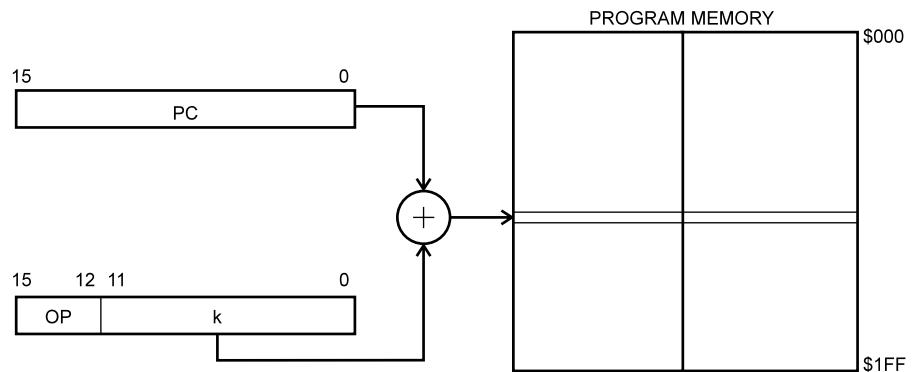 PROGRAM MEMORY
$000
15 0
PC
+
15 12 11 0
OP k
$1FF